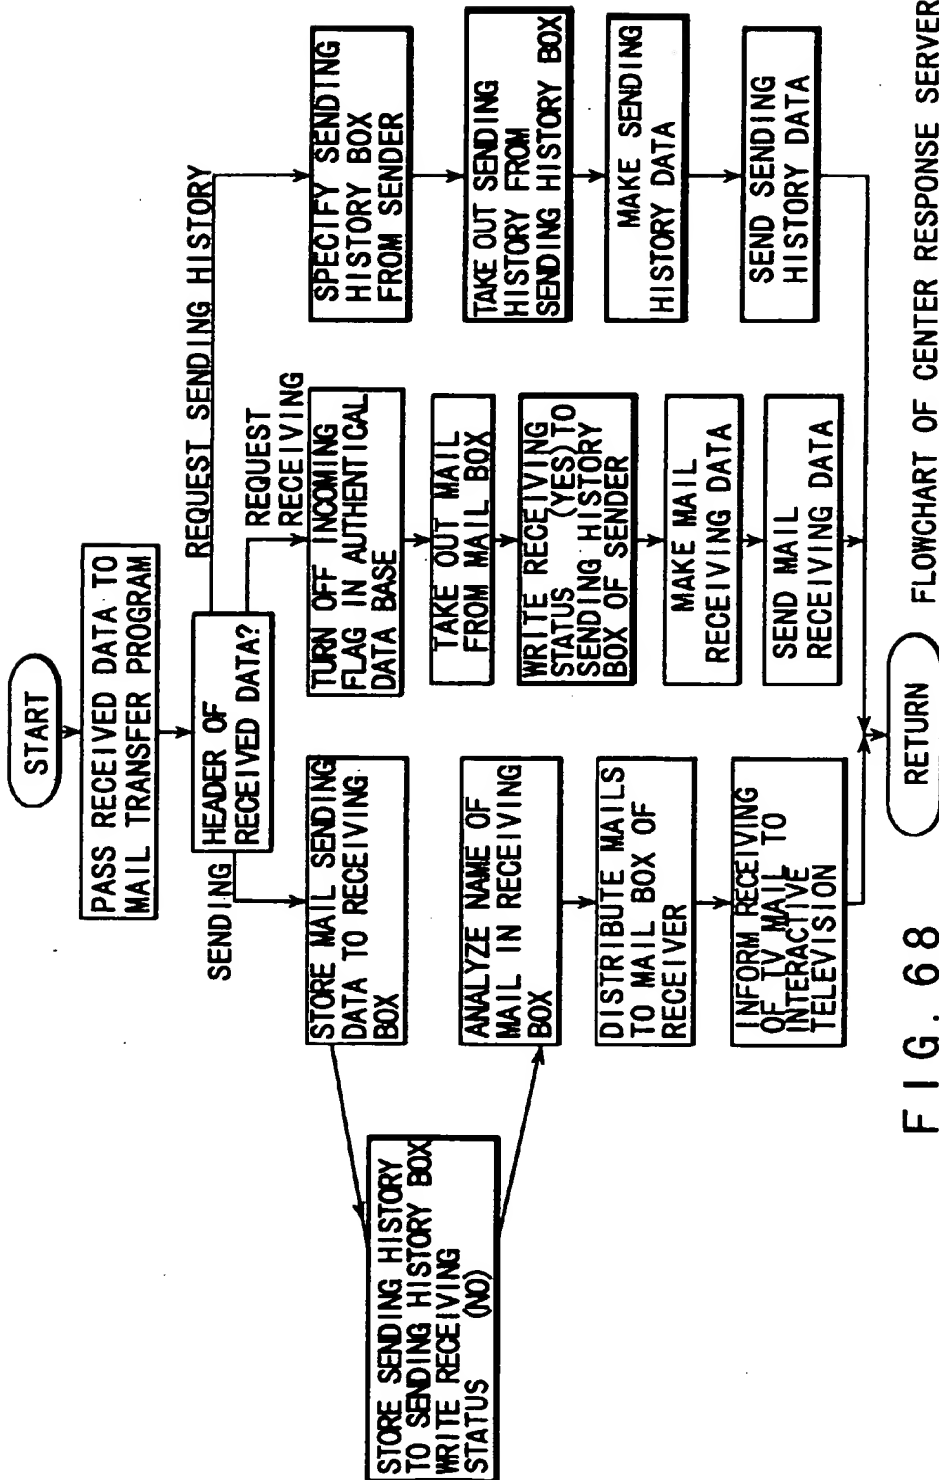 START
PASS RECEIVED DATA TO
MAIL TRANSFER PROGRAM
HEADER OF
RECEIVED DATA?
SENDING
STORE MAIL SENDING
DATA TO RECEIVING
BOX
STORE SENDING HISTORY
TO SENDING HISTORY BOX
WRITE RECEIVING
STATUS (NO)
ANALYZE NAME OF
MAIL IN RECEIVING
BOX
DISTRIBUTE MAILS
TO MAIL BOX OF
RECEIVER
INFORM RECEIVING
OF TV MAIL TO
INTERACTIVE
TELEVISION
REQUEST
RECEIVING
TURN OFF INCOMING
FLAG IN AUTHENTICAL
DATA BASE
TAKE OUT MAIL
FROM MAIL BOX
WRITE RECEIVING
STATUS (YES) TO
SENDING HISTORY
BOX OF SENDER
MAKE MAIL
RECEIVING DATA
SEND MAIL
RECEIVING DATA
REQUEST SENDING HISTORY
SPECIFY SENDING
HISTORY BOX
FROM SENDER
TAKE OUT SENDING
HISTORY FROM
SENDING HISTORY BOX
MAKE SENDING
HISTORY DATA
SEND SENDING
HISTORY DATA
RETURN
FIG. 68
FLOWCHART OF CENTER RESPONSE SERVER